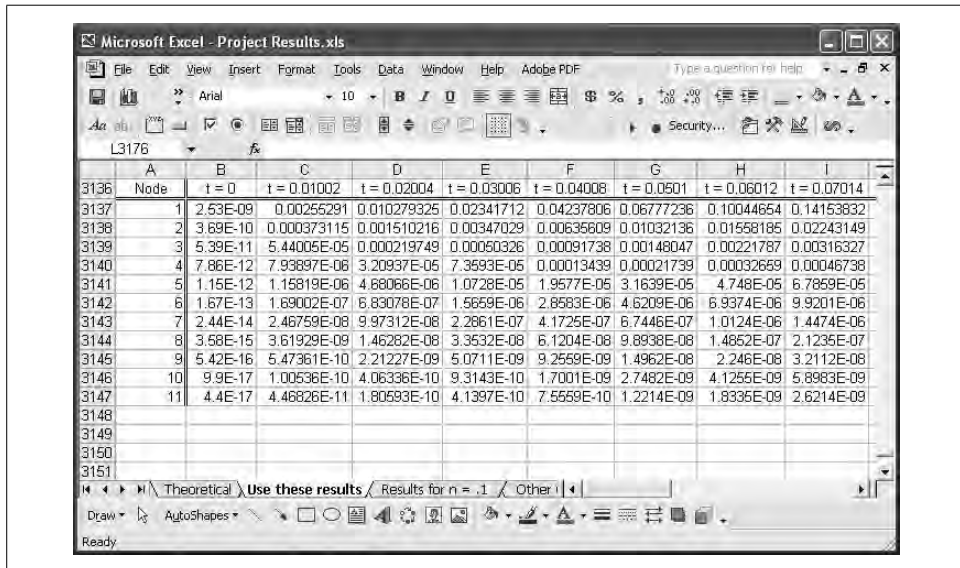 Microsoft Excel - Project Results.xls
File Edit View Insert Format Tools Data Window Help Adobe PDF Type a question for help
Arial 10 B I U $ % ,
Security...
L3176 fx
A B C D E F G H I
3136 Node t = 0 t = 0.01002 t = 0.02004 t = 0.03006 t = 0.04008 t = 0.0501 t = 0.06012 t = 0.07014
3137 1 2.53E-09 0.00255291 0.010279325 0.02341712 0.04237806 0.06777236 0.10044654 0.14153832
3138 2 3.69E-10 0.000373115 0.001510216 0.00347029 0.00635609 0.01032136 0.01558185 0.02243149
3139 3 5.39E-11 5.44005E-05 0.000219749 0.00050326 0.00091738 0.00148047 0.00221787 0.00316327
3140 4 7.86E-12 7.93897E-06 3.20937E-05 7.3593E-05 0.00013439 0.00021739 0.00032659 0.00046738
3141 5 1.15E-12 1.15819E-06 4.68066E-06 1.0728E-05 1.9577E-05 3.1639E-05 4.748E-05 6.7859E-05
3142 6 1.67E-13 1.69002E-07 6.83078E-07 1.5659E-06 2.8583E-06 4.6209E-06 6.9374E-06 9.9201E-06
3143 7 2.44E-14 2.46759E-08 9.97312E-08 2.2861E-07 4.1725E-07 6.7446E-07 1.0124E-06 1.4474E-06
3144 8 3.58E-15 3.61929E-09 1.46282E-08 3.3532E-08 6.1204E-08 9.8938E-08 1.4852E-07 2.1235E-07
3145 9 5.42E-16 5.47361E-10 2.21227E-09 5.0711E-09 9.2559E-09 1.4962E-08 2.246E-08 3.2112E-08
3146 10 9.9E-17 1.00536E-10 4.06336E-10 9.3143E-10 1.7001E-09 2.7482E-09 4.1255E-09 5.8983E-09
3147 11 4.4E-17 4.46826E-11 1.80593E-10 4.1397E-10 7.5559E-10 1.2214E-09 1.8335E-09 2.6214E-09
3148
3149
3150
3151
Theoretical Use these results Results for n = .1 Other
Draw AutoShapes
Ready